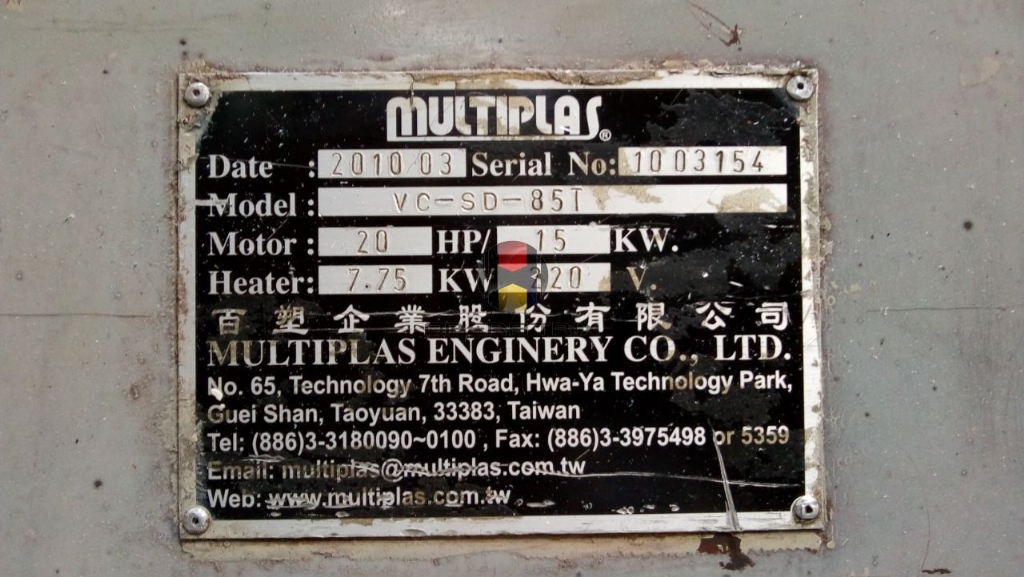 MULTIPLAS®
Date : 2010/03 Serial No: 1003154
Model : VC-SD-85T
Motor : 20 HP/ 15 KW.
Heater: 7.75 KW 220 V.
百塑企業股份有限公司
MULTIPLAS ENGINERY CO., LTD.
No. 65, Technology 7th Road, Hwa-Ya Technology Park,
Guei Shan, Taoyuan, 33383, Taiwan
Tel: (886)3-3180090~0100 , Fax: (886)3-3975498 or 5359
Email: multiplas@multiplas.com.tw
Web: www.multiplas.com.tw